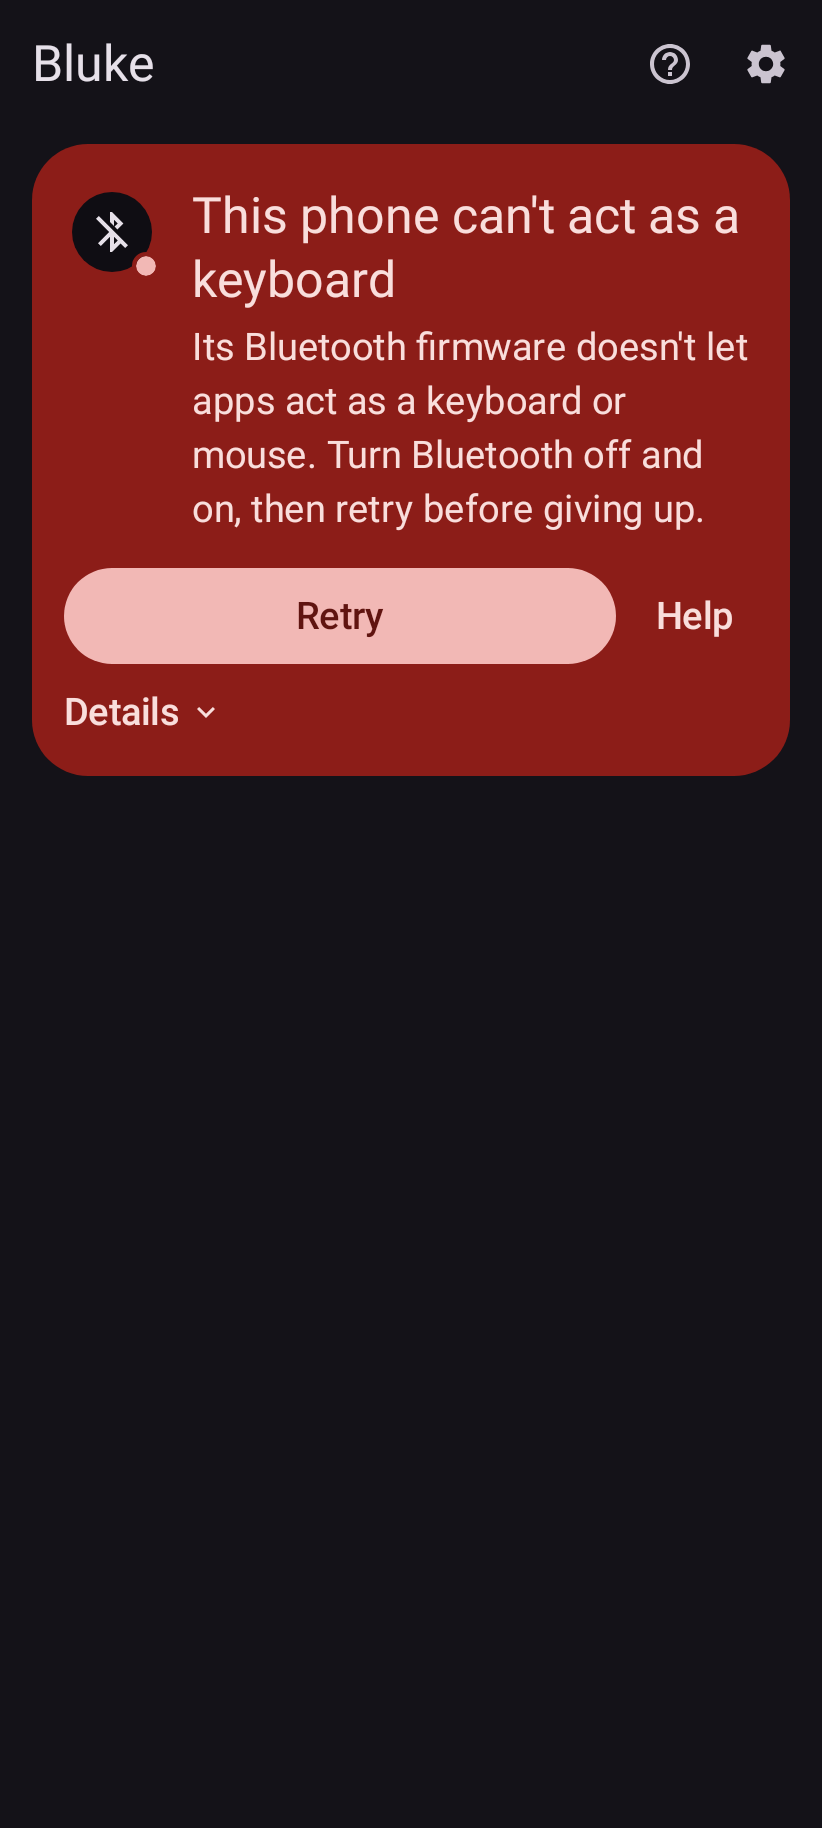 Bluke
This phone can't act as a
keyboard
Its Bluetooth firmware doesn't let
apps act as a keyboard or
mouse. Turn Bluetooth off and
on, then retry before giving up.
Retry
Help
Details